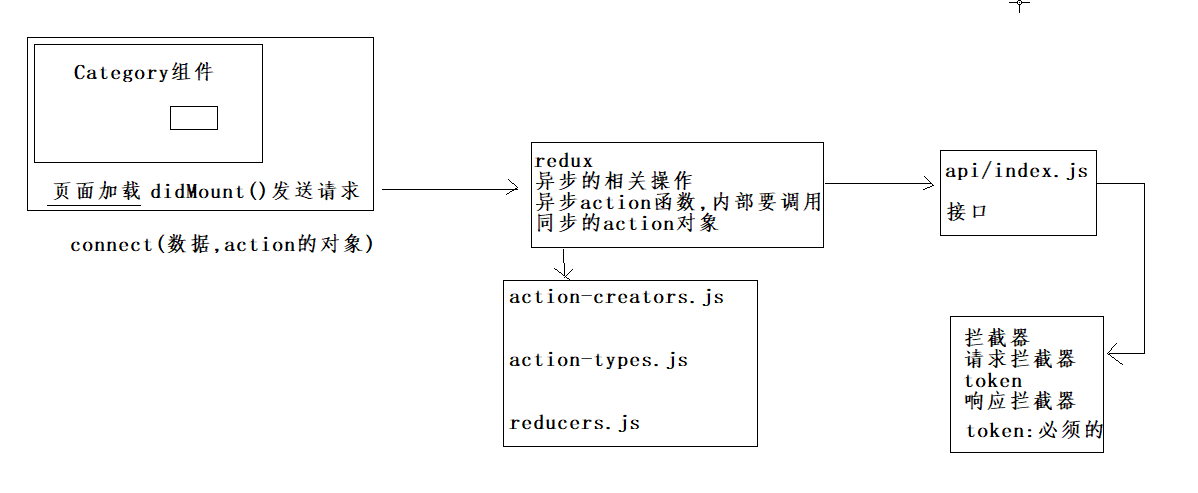 Category组件
页面加载 didMount()发送请求
connect(数据,action的对象)
redux
异步的相关操作
异步action函数,内部要调用
同步的action对象
action-creators.js
action-types.js
reducers.js
api/index.js
接口
拦截器
请求拦截器
token
响应拦截器
token:必须的